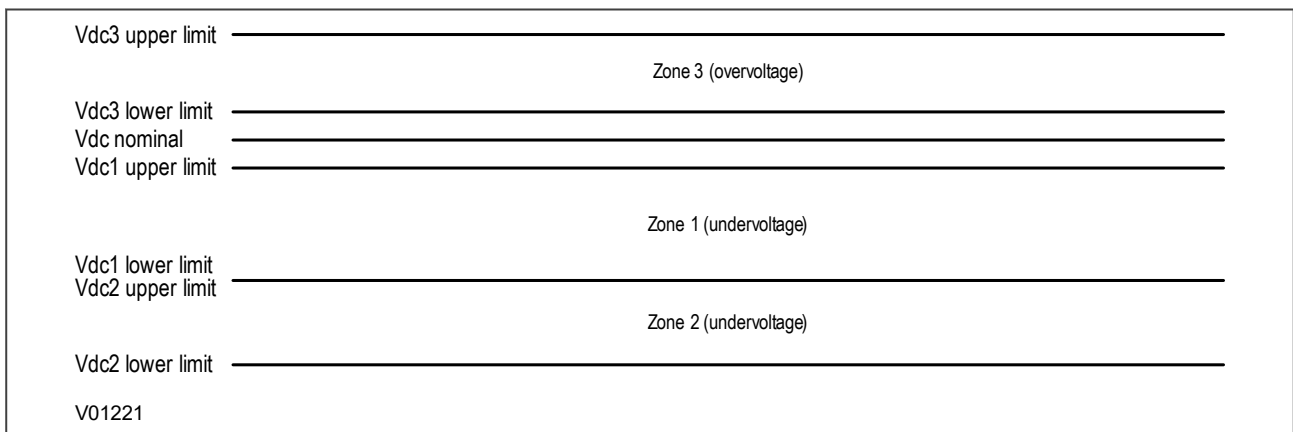 Vdc3 upper limit
Zone 3 (overvoltage)
Vdc3 lower limit
Vdc nominal
Vdc1 upper limit
Zone 1 (undervoltage)
Vdc1 lower limit
Vdc2 upper limit
Zone 2 (undervoltage)
Vdc2 lower limit
V01221